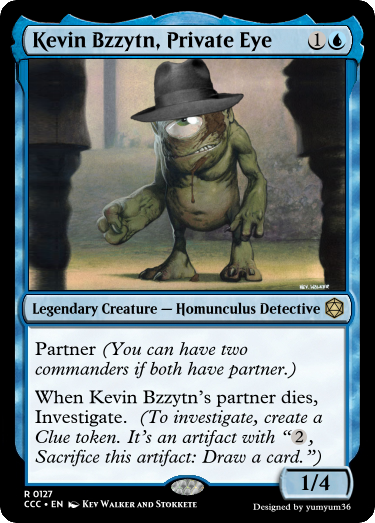 Kevin Bzzytn, Private Eye 1
KEV WALKER
Legendary Creature — Homunculus Detective
Partner (You can have two
commanders if both have partner.)
When Kevin Bzzytn's partner dies,
Investigate. (To investigate, create a
Clue token. It's an artifact with “2,
Sacrifice this artifact: Draw a card.”)
1/4
R 0127
CCC • EN Kev Walker and Stokkete
Designed by yumyum36